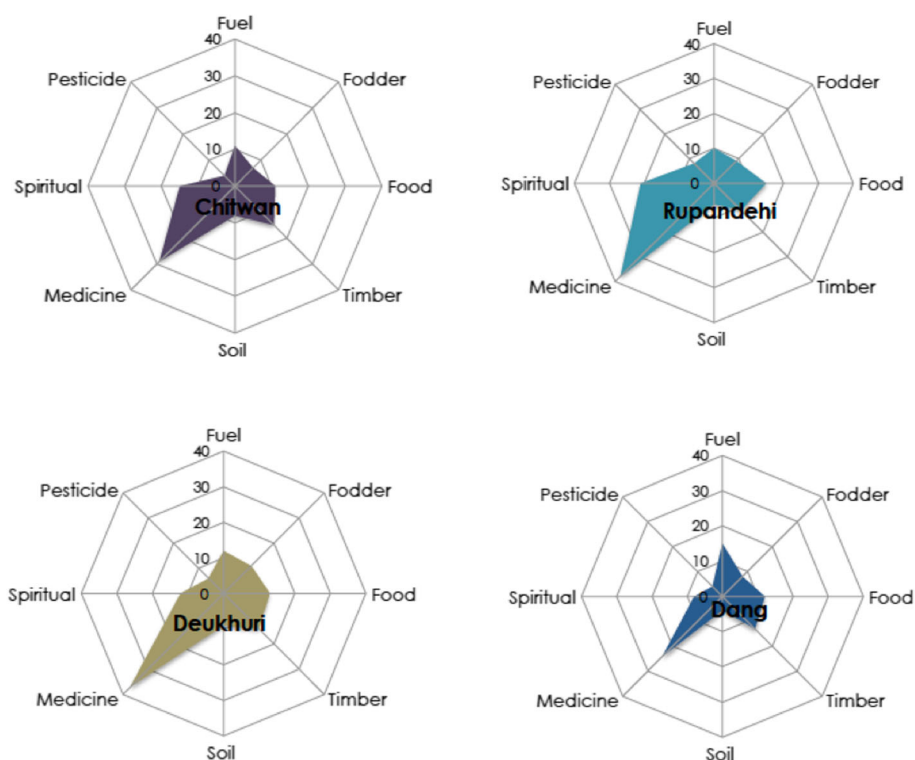 Fuel
40
Pesticide
Fodder
30
20
10
Spiritual
0
Food
Chitwan
Medicine
Timber
Soil
Fuel
40
Pesticide
Fodder
30
20
10
Spiritual
0
Food
Rupandehi
Medicine
Timber
Soil
Fuel
40
Pesticide
Fodder
30
20
10
Spiritual
0
Food
Deukhuri
Medicine
Timber
Soil
Fuel
40
Pesticide
Fodder
30
20
10
Spiritual
0
Food
Dang
Medicine
Timber
Soil